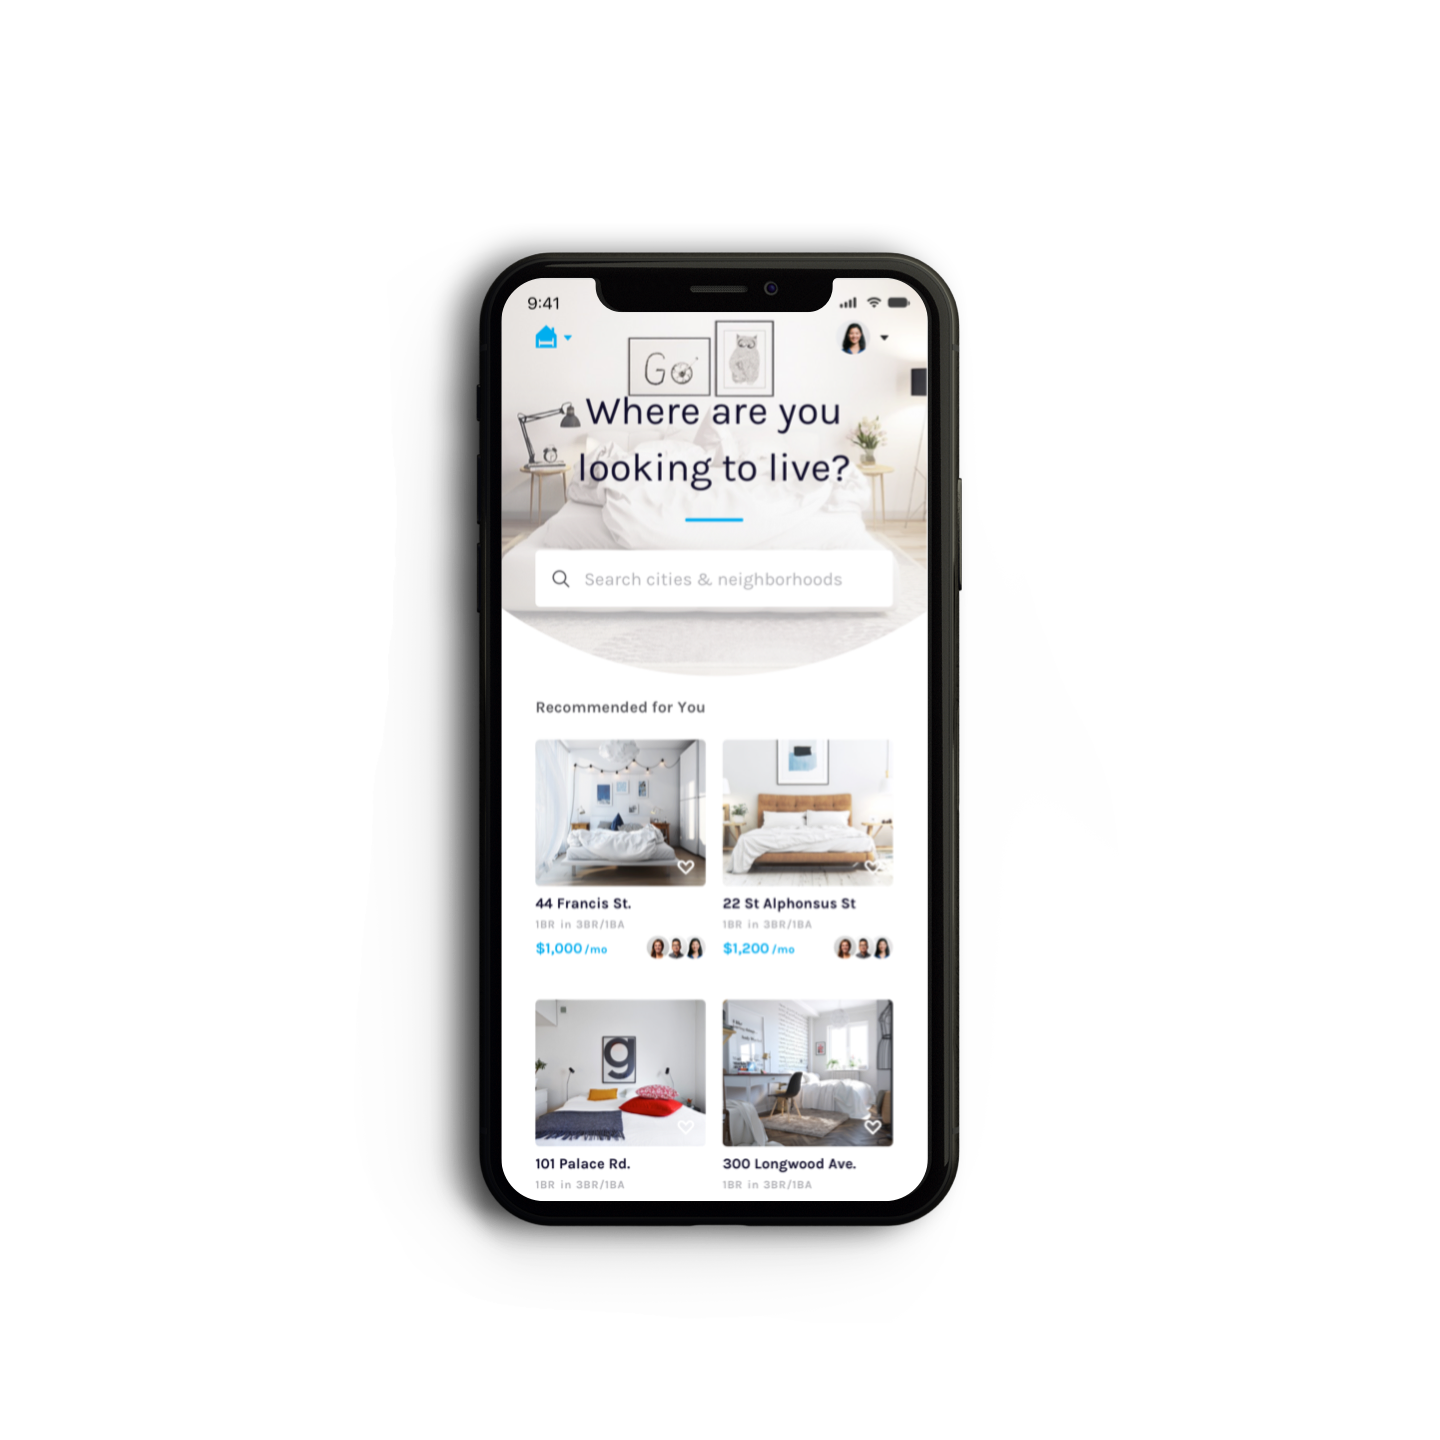 9:41
Go
Where are you
looking to live?
Search cities & neighborhoods
Recommended for You
44 Francis St.
22 St Alphonsus St
1BR in 3BR/1BA
1BR in 3BR/1BA
$1,000 /mo
$1,200 /mo
g
101 Palace Rd.
300 Longwood Ave.
1BR in 3BR/1BA
1BR in 3BR/1BA